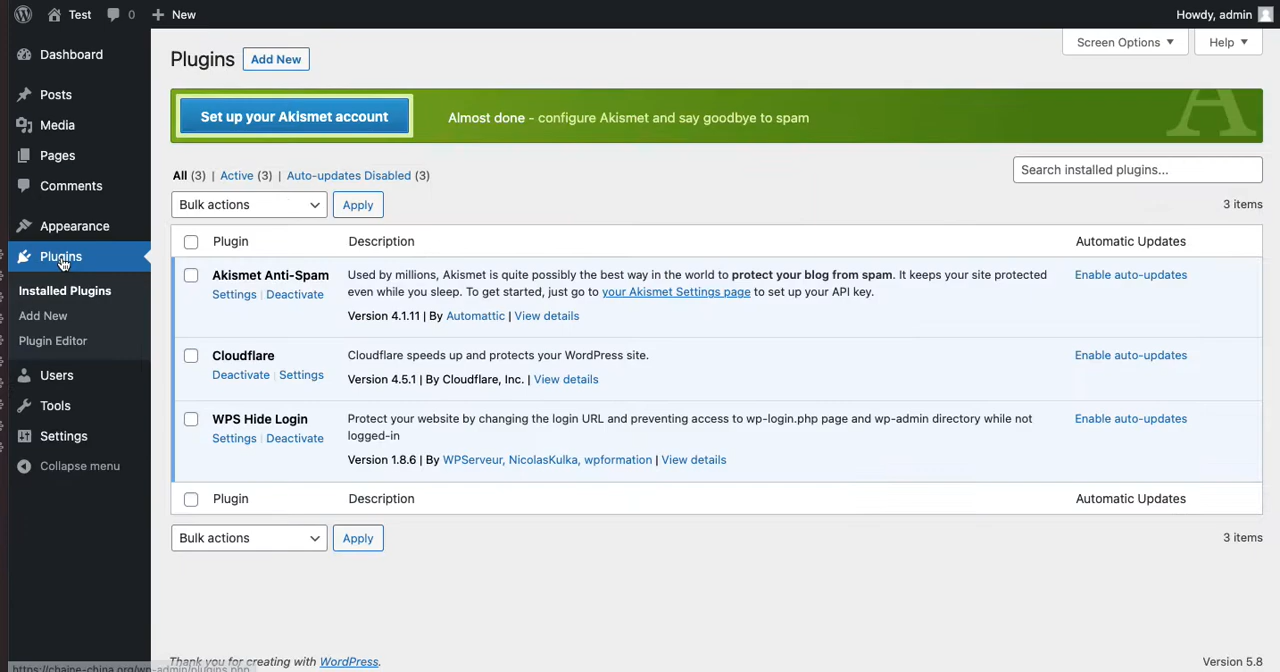 Test 0 New Howdy, admin
Screen Options Help
Dashboard
Posts
Media
Pages
Comments
Appearance
Plugins
Installed Plugins
Add New
Plugin Editor
Users
Tools
Settings
Collapse menu
Plugins Add New
Set up your Akismet account Almost done - configure Akismet and say goodbye to spam
All (3) | Active (3) | Auto-updates Disabled (3)
Search installed plugins...
Bulk actions Apply 3 items
Plugin Description Automatic Updates
Akismet Anti-Spam
Settings | Deactivate
Used by millions, Akismet is quite possibly the best way in the world to protect your blog from spam. It keeps your site protected
even while you sleep. To get started, just go to your Akismet Settings page to set up your API key.
Version 4.1.11 | By Automattic | View details
Enable auto-updates
Cloudflare
Deactivate | Settings
Cloudflare speeds up and protects your WordPress site.
Version 4.5.1 | By Cloudflare, Inc. | View details
Enable auto-updates
WPS Hide Login
Settings | Deactivate
Protect your website by changing the login URL and preventing access to wp-login.php page and wp-admin directory while not
logged-in
Version 1.8.6 | By WPServeur, NicolasKulka, wpformation | View details
Enable auto-updates
Plugin Description Automatic Updates
Bulk actions Apply 3 items
Thank you for creating with WordPress. Version 5.8
https://chaine-china.org/wp-admin/plugins.php